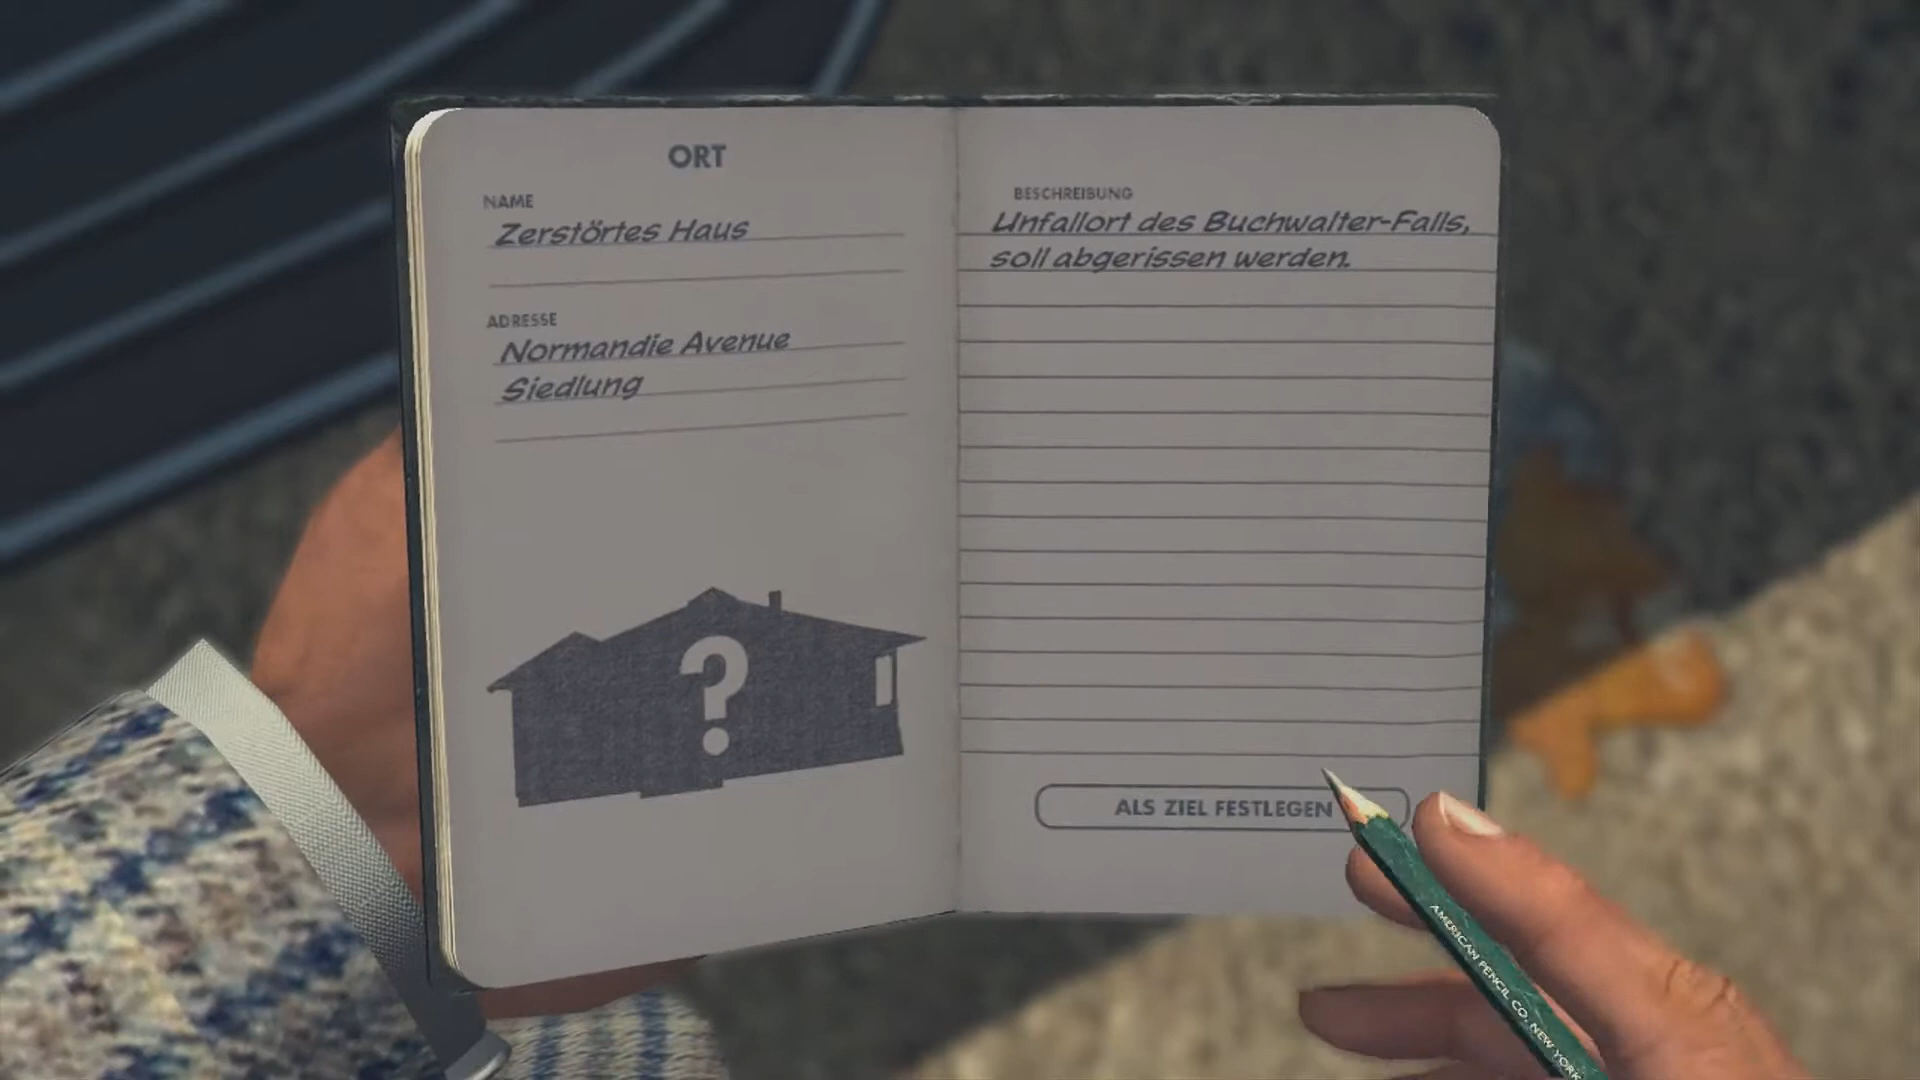 ORT
NAME
Zerstörtes Haus
ADRESSE
Normandie Avenue
Siedlung
?
BESCHREIBUNG
Unfallort des Buchwalter-Falls,
soll abgerissen werden.
ALS ZIEL FESTLEGEN
AMERICAN PENCIL CO. NEW YORK